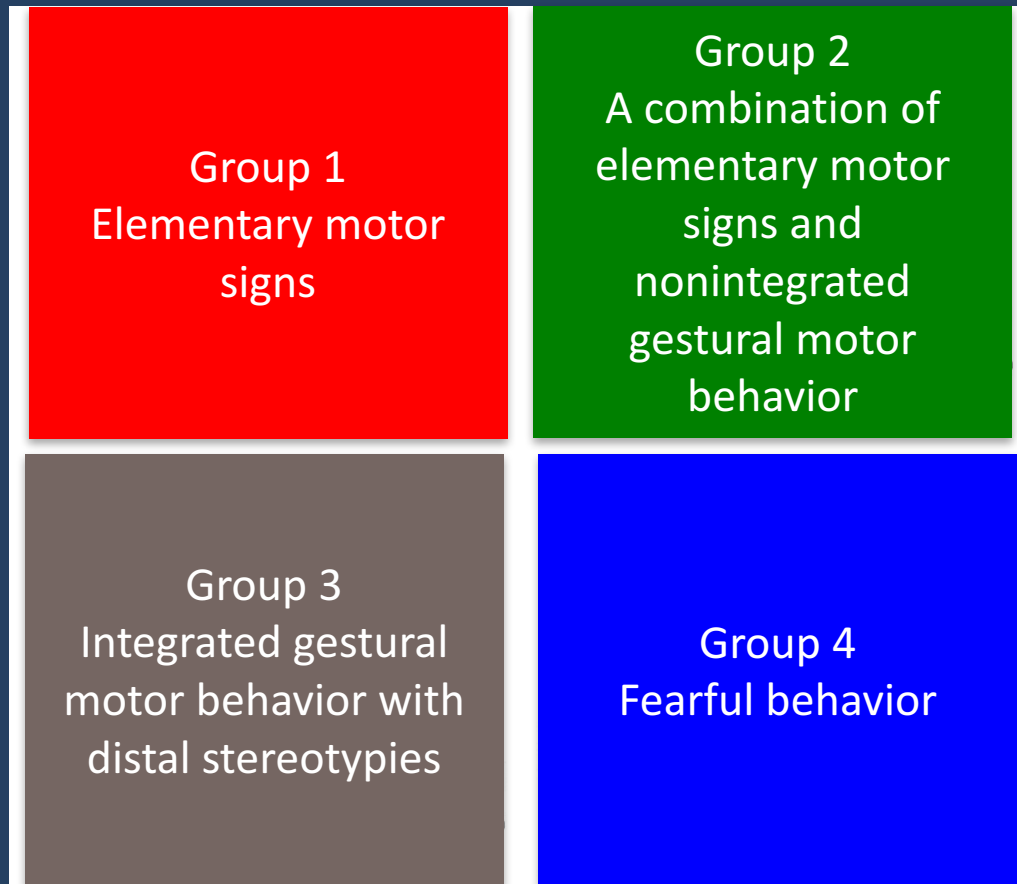 Group 1
Elementary motor
signs
Group 2
A combination of
elementary motor
signs and
nonintegrated
gestural motor
behavior
Group 3
Integrated gestural
motor behavior with
distal stereotypies
Group 4
Fearful behavior